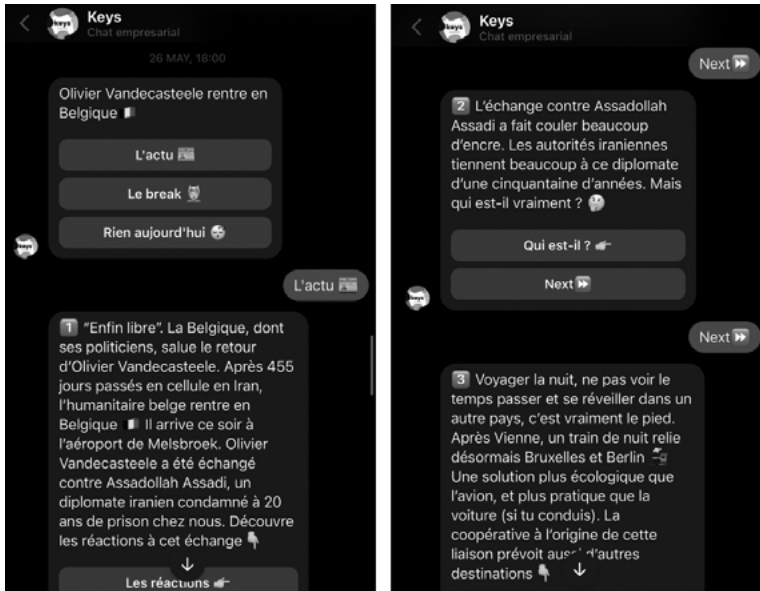 Keys
Chat empresarial
26 MAY, 18:00
Olivier Vandecasteele rentre en
Belgique 🇧🇪
L'actu 📰
Le break 👹
Rien aujourd'hui 😴
L'actu 📰
1️⃣ “Enfin libre”. La Belgique, dont
ses politiciens, salue le retour
d’Olivier Vandecasteele. Après 455
jours passés en cellule en Iran,
l’humanitaire belge rentre en
Belgique 🇧🇪 Il arrive ce soir à
l’aéroport de Melsbroek. Olivier
Vandecasteele a été échangé
contre Assadollah Assadi, un
diplomate iranien condamné à 20
ans de prison chez nous. Découvre
les réactions à cet échange 👇
Les réactions 👉
Keys
Chat empresarial
Next ⏩
2️⃣ L’échange contre Assadollah
Assadi a fait couler beaucoup
d’encre. Les autorités iraniennes
tiennent beaucoup à ce diplomate
d’une cinquantaine d’années. Mais
qui est-il vraiment ? 🤔
Qui est-il ? 👉
Next ⏩
Next ⏩
3️⃣ Voyager la nuit, ne pas voir le
temps passer et se réveiller dans un
autre pays, c’est vraiment le pied.
Après Vienne, un train de nuit relie
désormais Bruxelles et Berlin 🚂
Une solution plus écologique que
l’avion, et plus pratique que la
voiture (si tu conduis). La
coopérative à l’origine de cette
liaison prévoit aussi d’autres
destinations 👇